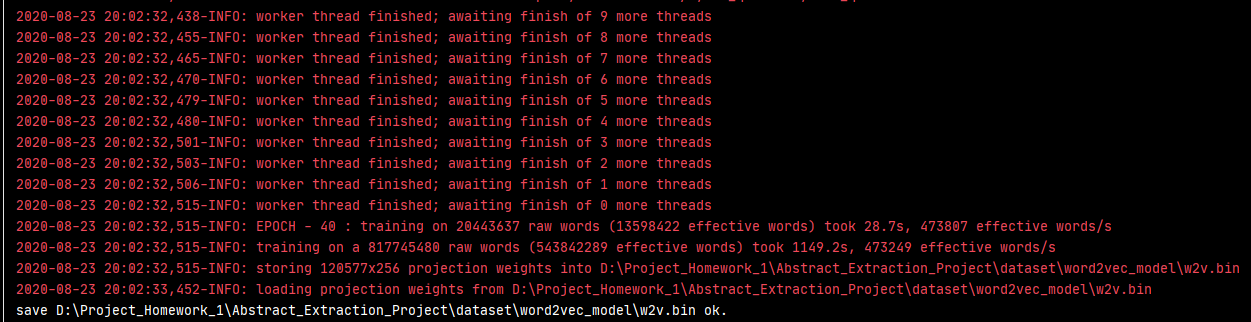 2020-08-23 20:02:32,438-INFO: worker thread finished; awaiting finish of 9 more threads
2020-08-23 20:02:32,455-INFO: worker thread finished; awaiting finish of 8 more threads
2020-08-23 20:02:32,465-INFO: worker thread finished; awaiting finish of 7 more threads
2020-08-23 20:02:32,470-INFO: worker thread finished; awaiting finish of 6 more threads
2020-08-23 20:02:32,479-INFO: worker thread finished; awaiting finish of 5 more threads
2020-08-23 20:02:32,480-INFO: worker thread finished; awaiting finish of 4 more threads
2020-08-23 20:02:32,501-INFO: worker thread finished; awaiting finish of 3 more threads
2020-08-23 20:02:32,503-INFO: worker thread finished; awaiting finish of 2 more threads
2020-08-23 20:02:32,506-INFO: worker thread finished; awaiting finish of 1 more threads
2020-08-23 20:02:32,515-INFO: worker thread finished; awaiting finish of 0 more threads
2020-08-23 20:02:32,515-INFO: EPOCH - 40 : training on 20443637 raw words (13598422 effective words) took 28.7s, 473807 effective words/s
2020-08-23 20:02:32,515-INFO: training on a 817745480 raw words (543842289 effective words) took 1149.2s, 473249 effective words/s
2020-08-23 20:02:32,515-INFO: storing 120577x256 projection weights into D:\Project_Homework_1\Abstract_Extraction_Project\dataset\word2vec_model\w2v.bin
2020-08-23 20:02:33,452-INFO: loading projection weights from D:\Project_Homework_1\Abstract_Extraction_Project\dataset\word2vec_model\w2v.bin
save D:\Project_Homework_1\Abstract_Extraction_Project\dataset\word2vec_model\w2v.bin ok.